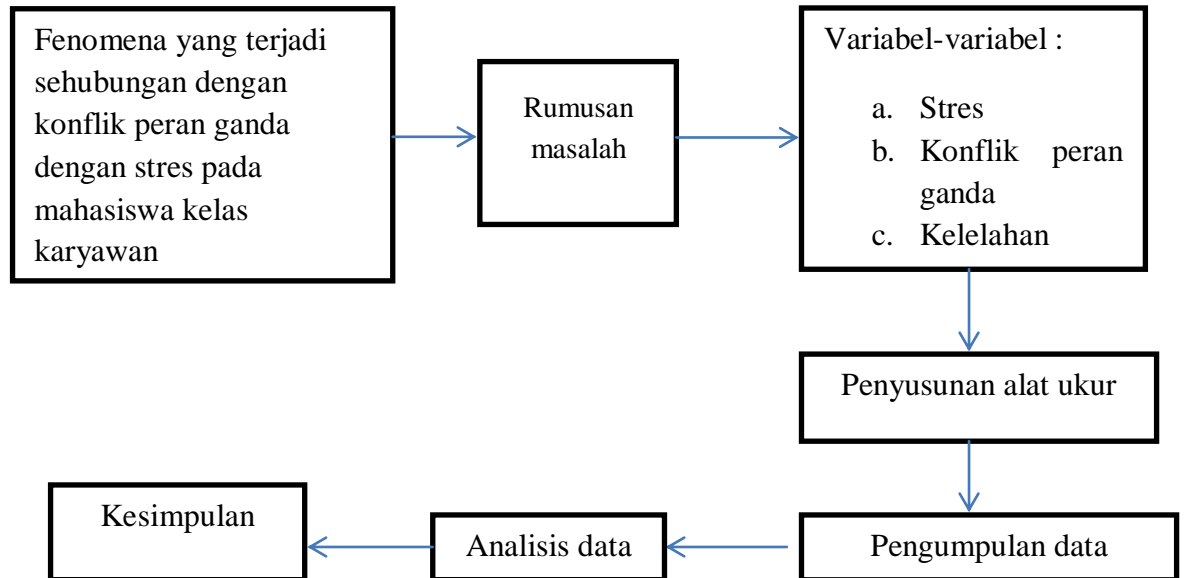 Fenomena yang terjadi
sehubungan dengan
konflik peran ganda
dengan stres pada
mahasiswa kelas
karyawan
Rumusan
masalah
Variabel-variabel :
a. Stres
b. Konflik peran
ganda
c. Kelelahan
Penyusunan alat ukur
Pengumpulan data
Analisis data
Kesimpulan